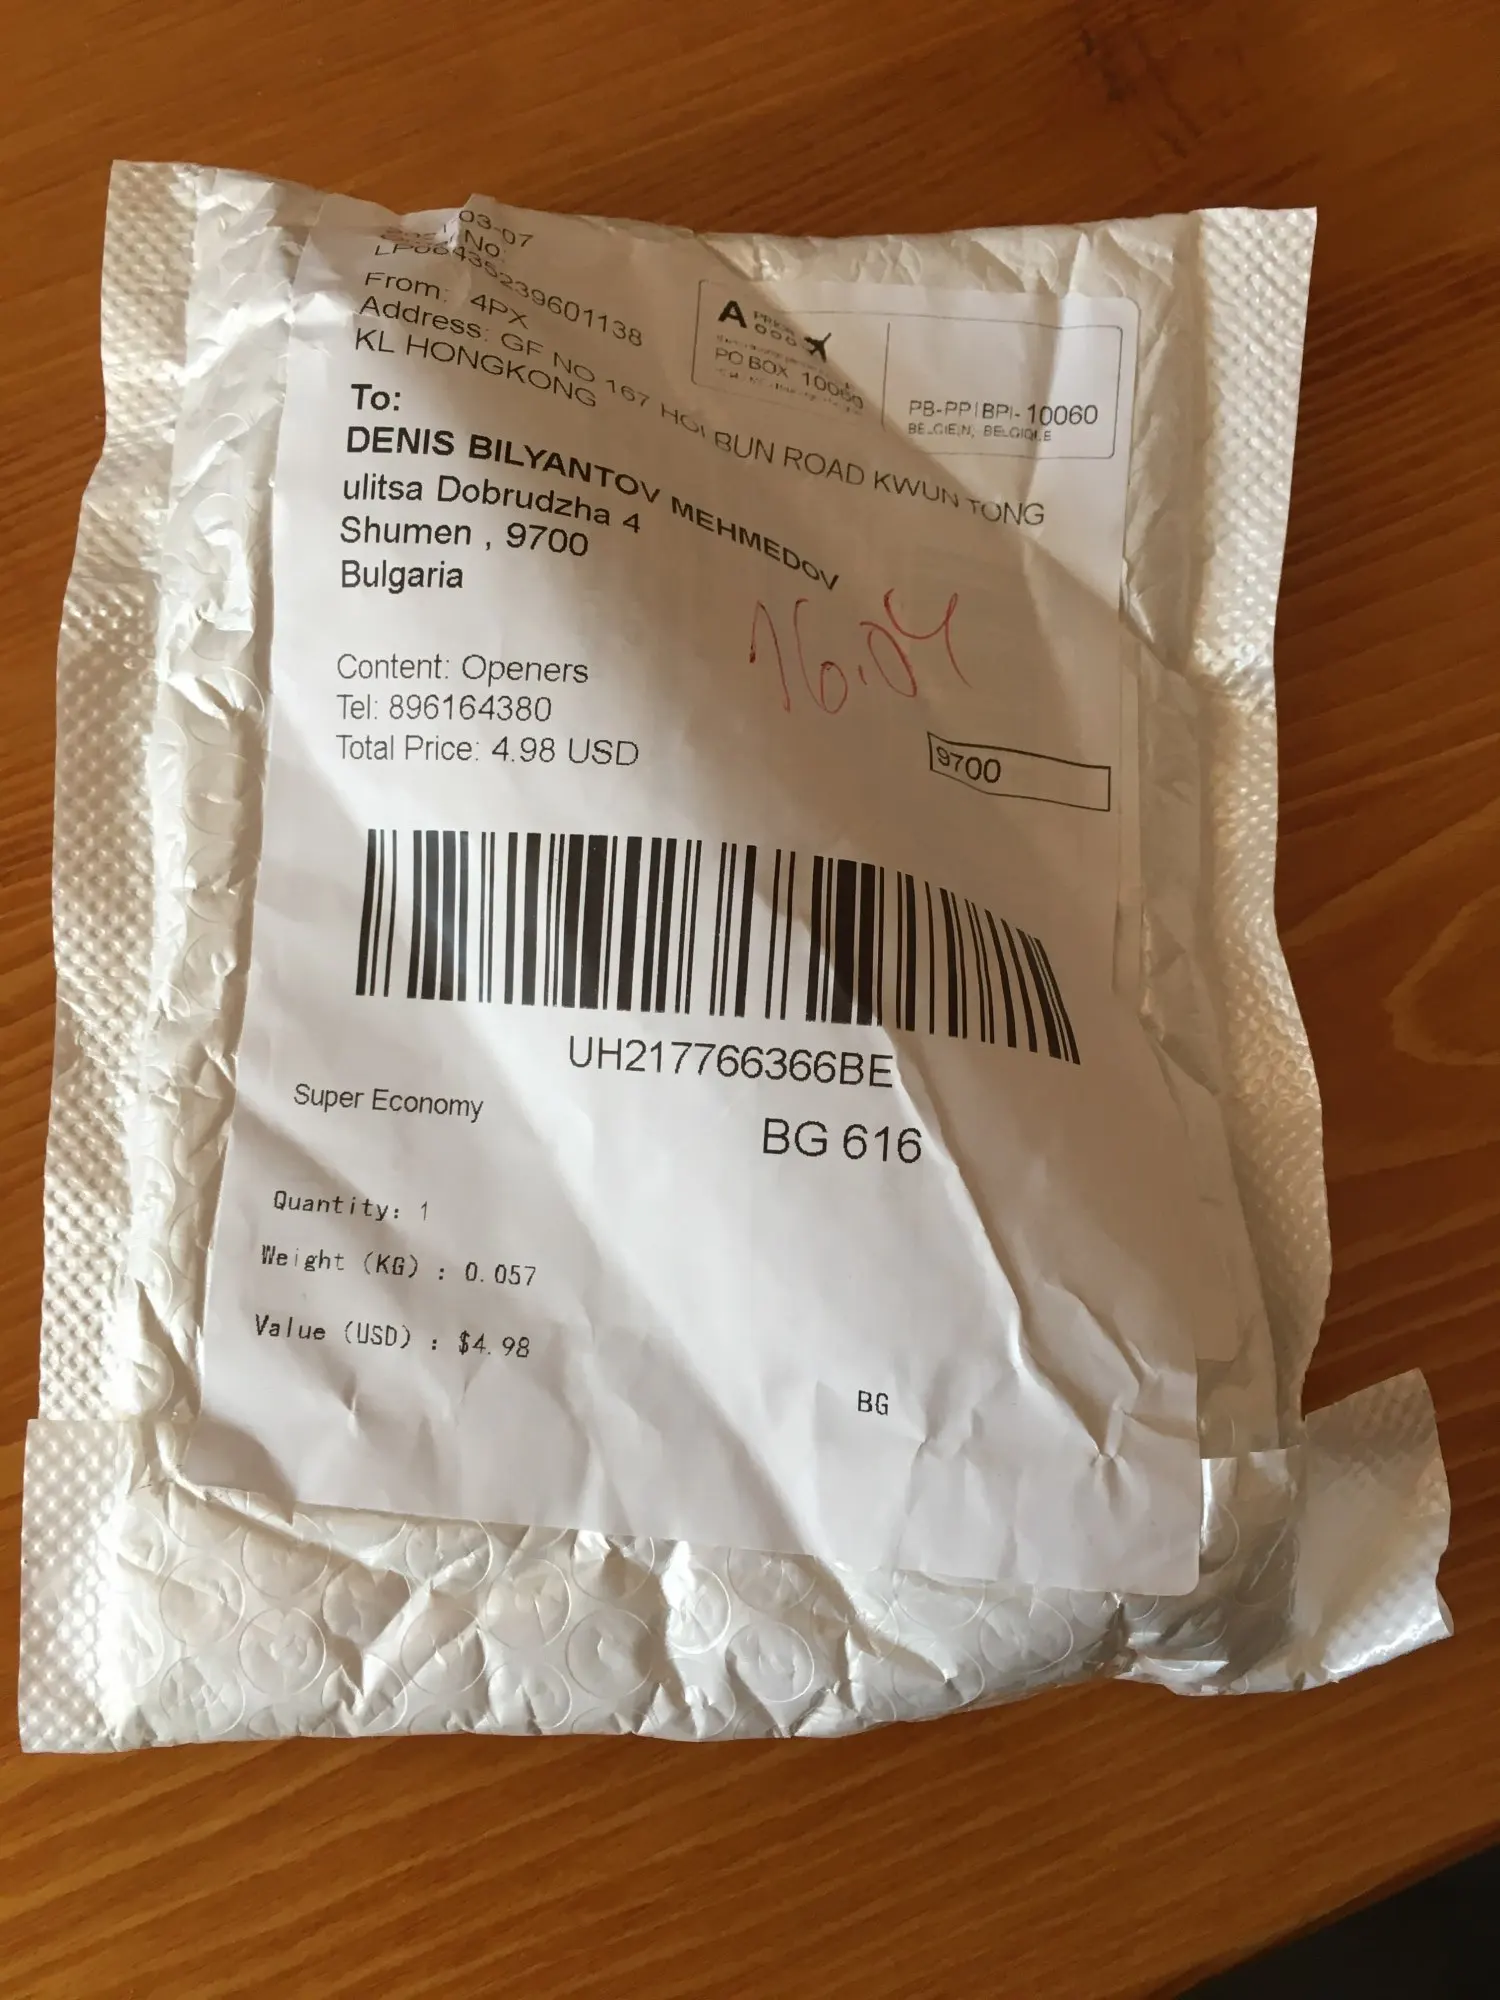 03-07
No.
LP00435239601138
From: 4PX
Address: GF NO 167 HOI BUN ROAD KWUN TONG
KL HONGKONG
A PRIOR
PO BOX 10060
PB-PP|BPI-10060
BELGIE(N)- BELGIQUE
To:
DENIS BILYANTOV MEHMEDOV
ulitsa Dobrudzha 4
Shumen , 9700
Bulgaria
16.04
Content: Openers
Tel: 896164380
Total Price: 4.98 USD
9700
UH217766366BE
Super Economy
BG 616
Quantity: 1
Weight (KG) : 0.057
Value (USD) : $4.98
BG